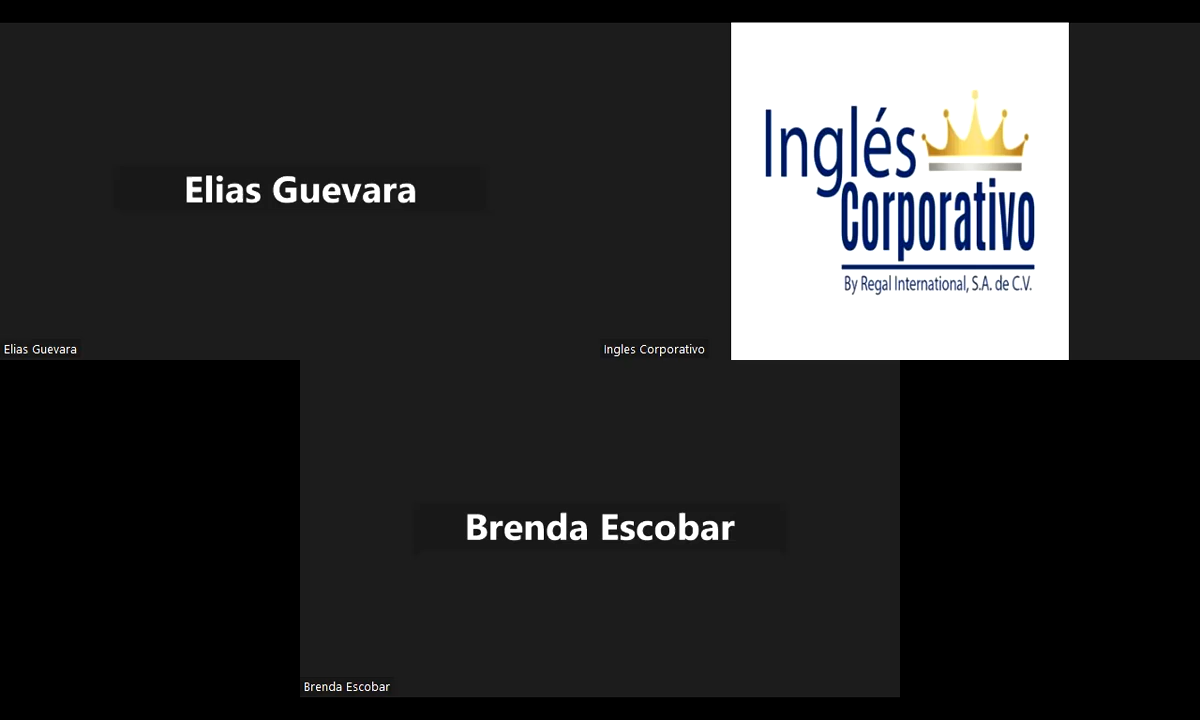 Elias Guevara
Elias Guevara
Inglés
Corporativo
By Regal International, S.A. de C.V.
Ingles Corporativo
Brenda Escobar
Brenda Escobar